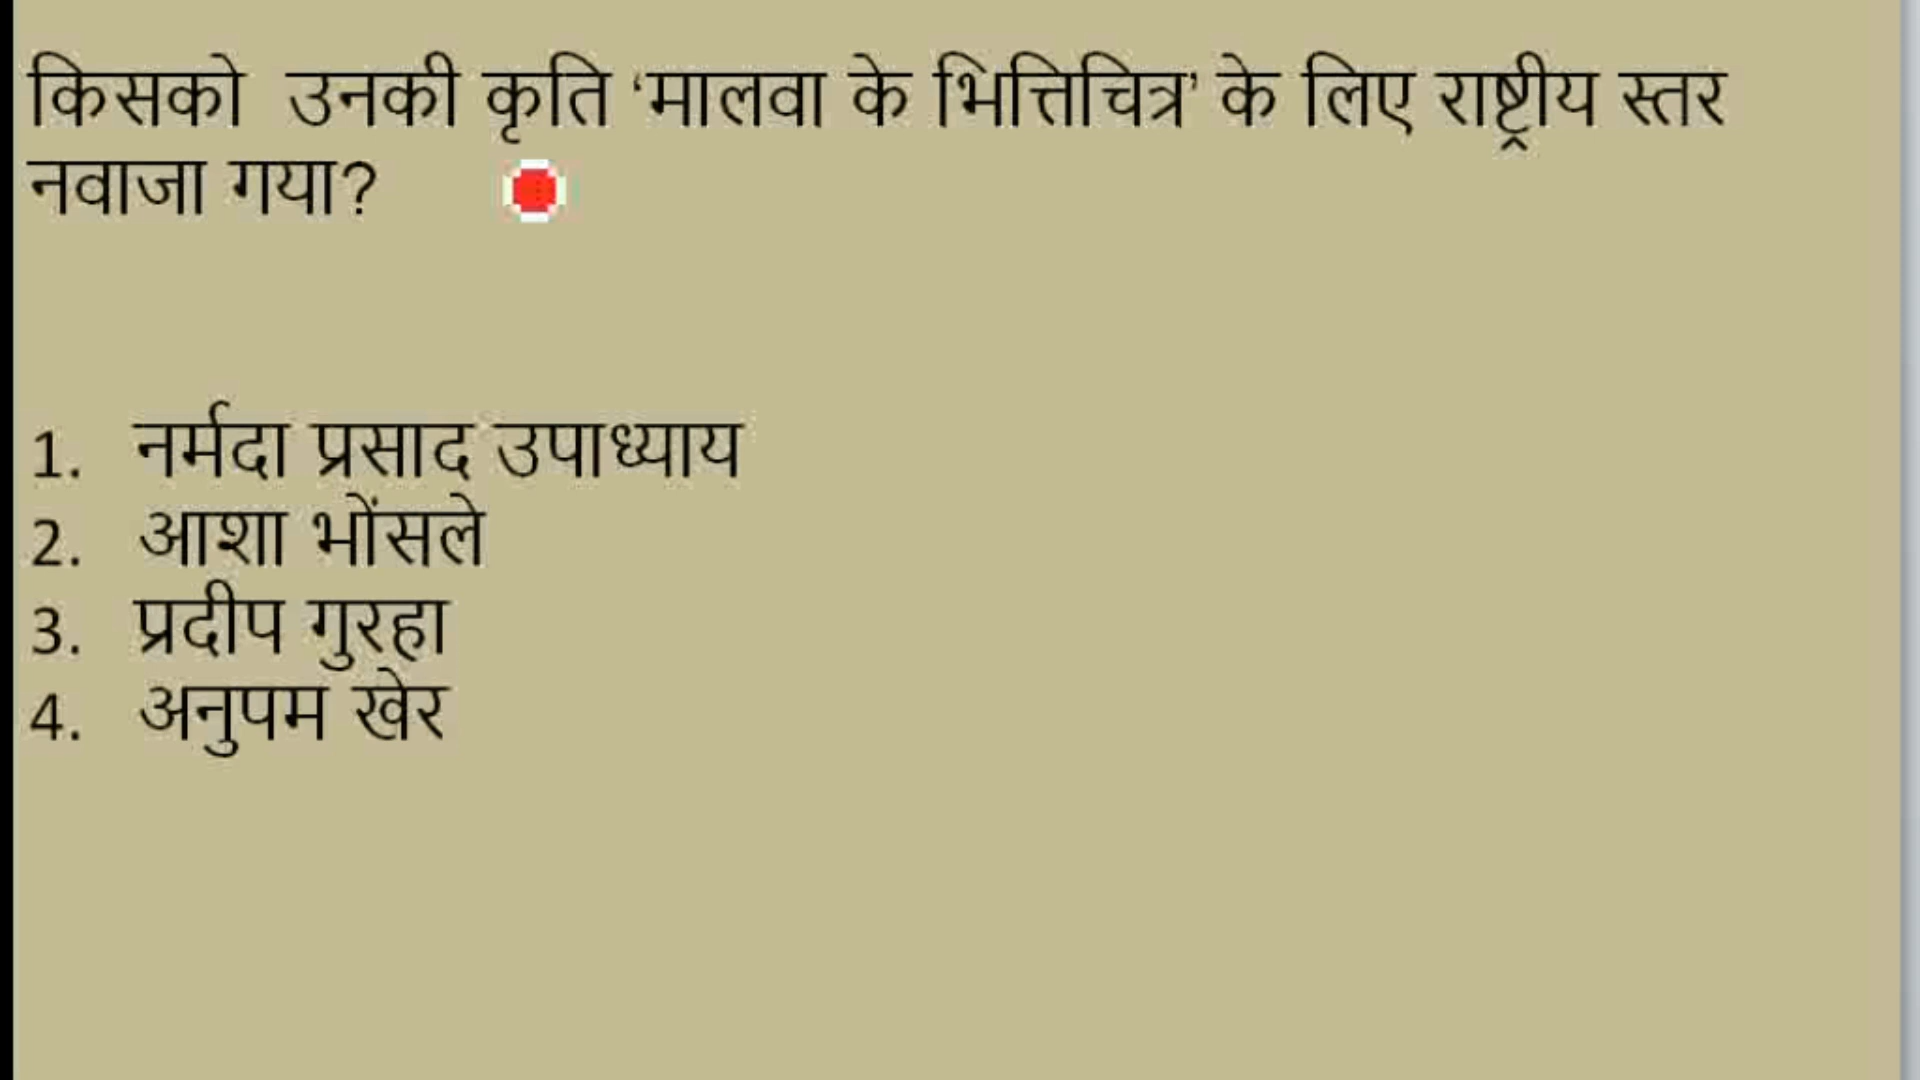 किसको उनकी कृति ‘मालवा के भित्तिचित्र’ के लिए राष्ट्रीय स्तर
नवाजा गया?
1. नर्मदा प्रसाद उपाध्याय
2. आशा भोंसले
3. प्रदीप गुरहा
4. अनुपम खेर